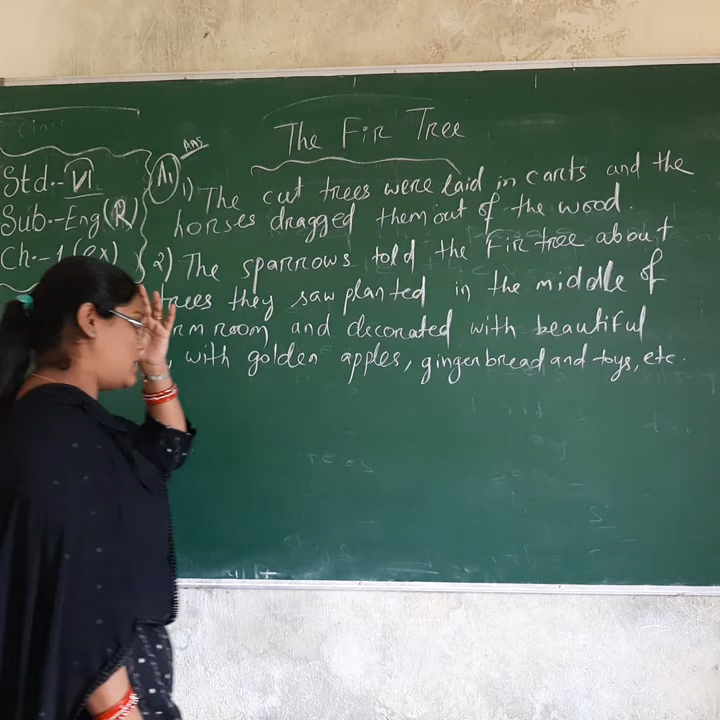 The Fir Tree
Std.- VI
Sub.- Eng (R)
Ch.- 1 (ex)
Ans
A1
1) The cut trees were laid in carts and the
horses dragged them out of the wood.
2) The sparrows told the Fir tree about
trees they saw planted in the middle of
room and decorated with beautiful
with golden apples, gingerbread and toys, etc.